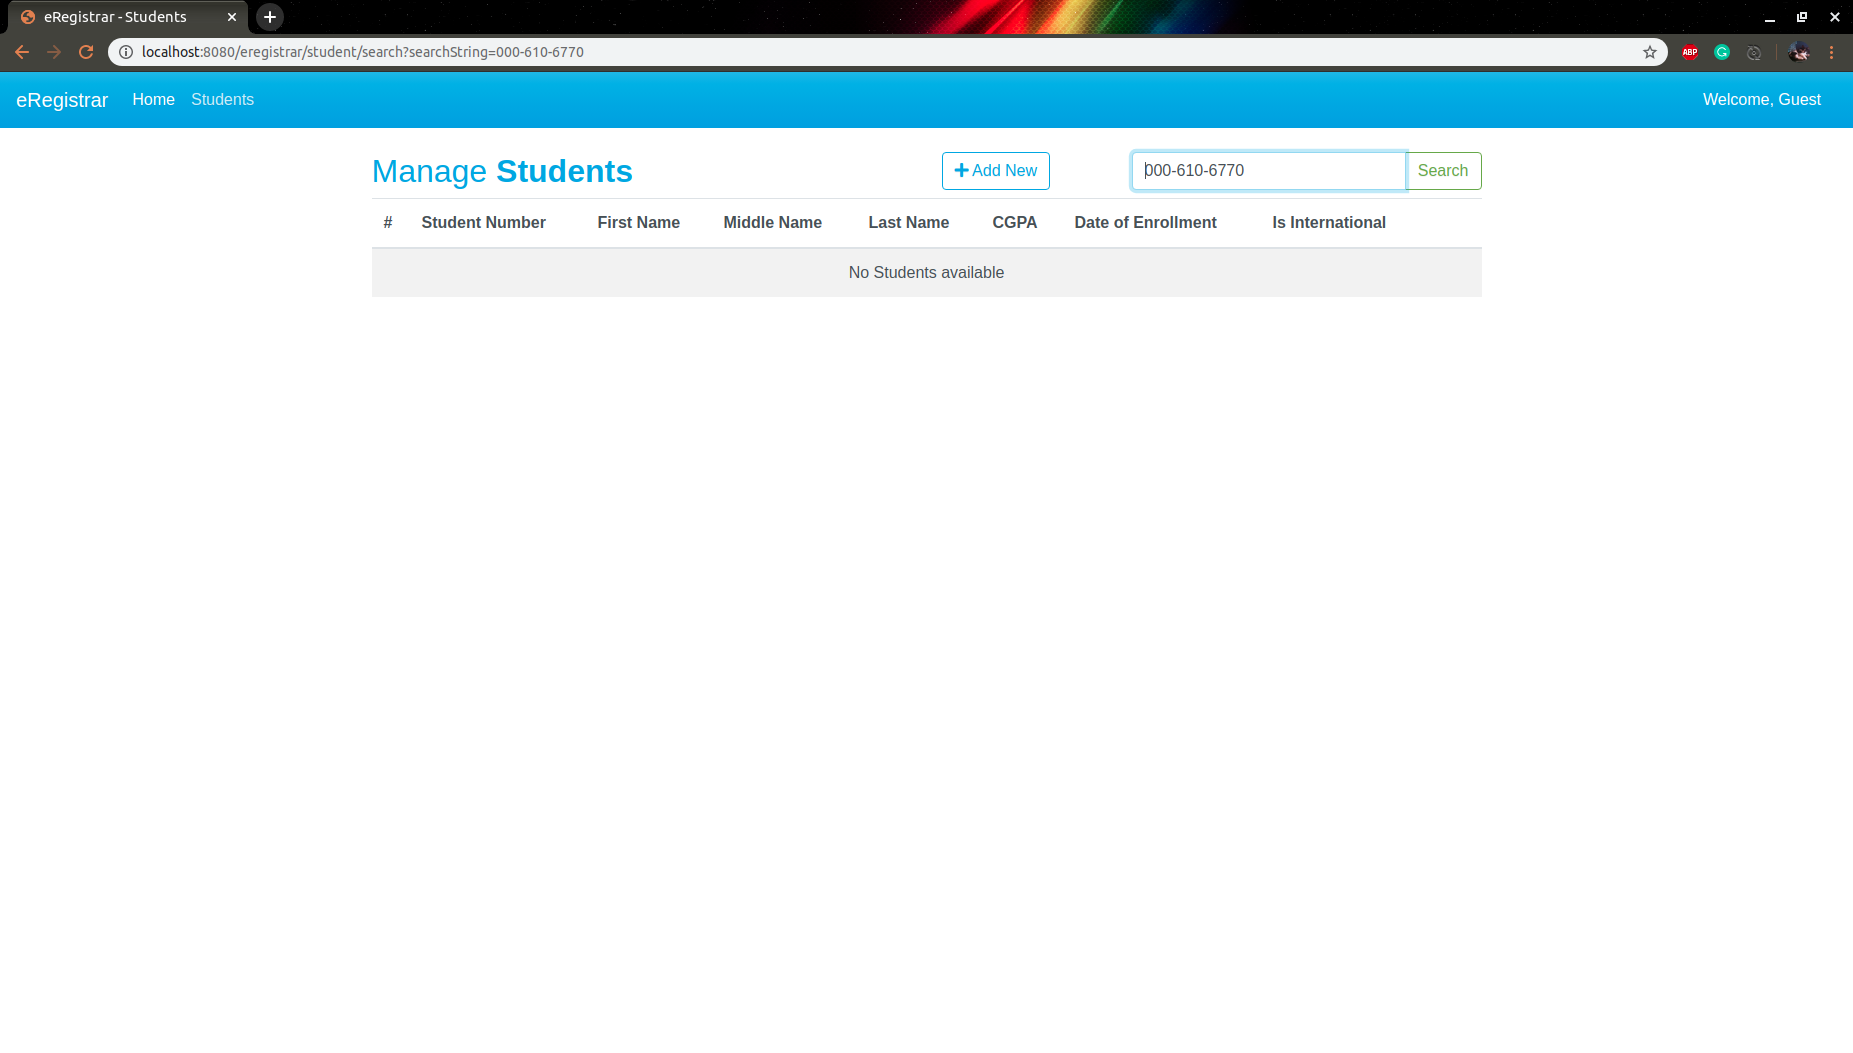 eRegistrar - Students
localhost:8080/eregistrar/student/search?searchString=000-610-6770
ABP
eRegistrar Home Students Welcome, Guest
Manage Students Add New 000-610-6770 Search
# Student Number First Name Middle Name Last Name CGPA Date of Enrollment Is International
No Students available